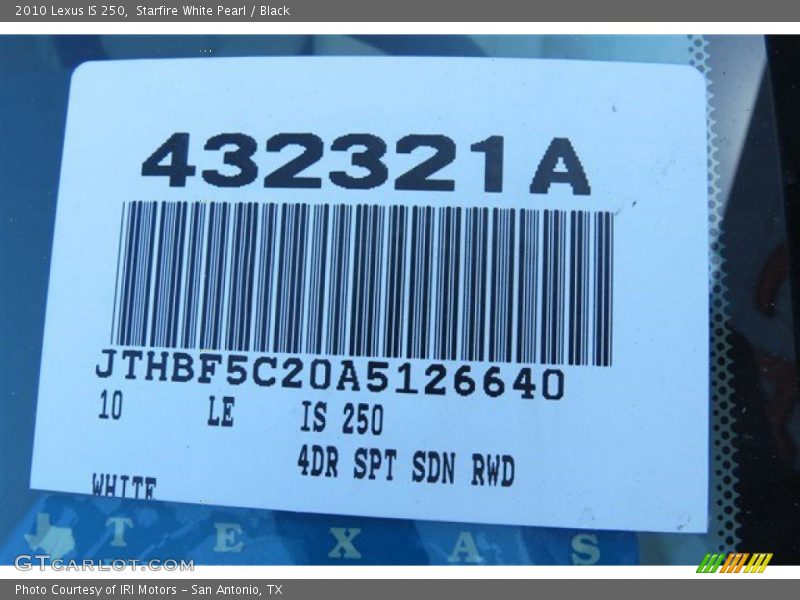 2010 Lexus IS 250,  Starfire White Pearl / Black
432321A
JTHBF5C20A5126640
10 LE IS 250
4DR SPT SDN RWD
WHITE
TEXAS
GTCARLOT.COM
Photo Courtesy of IRI Motors - San Antonio, TX